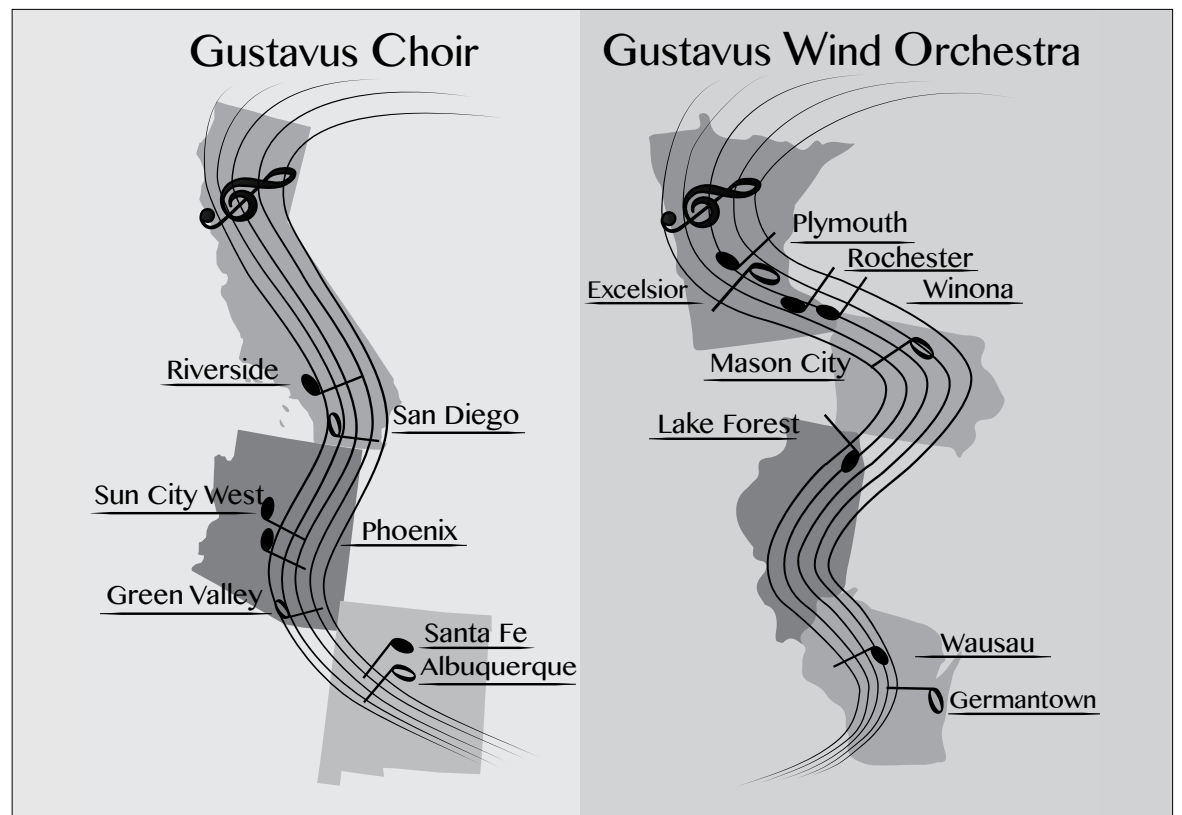 Gustavus Choir
Riverside
San Diego
Sun City West
Phoenix
Green Valley
Santa Fe
Albuquerque
Gustavus Wind Orchestra
Plymouth
Rochester
Excelsior
Winona
Mason City
Lake Forest
Wausau
Germantown